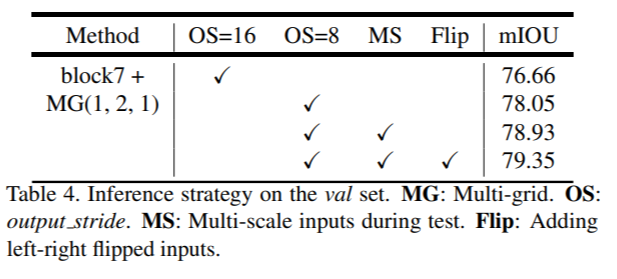 Method OS=16 OS=8 MS Flip mIOU
block7 + ✓ 76.66
MG(1, 2, 1) ✓ 78.05
✓ ✓ 78.93
✓ ✓ ✓ 79.35
Table 4. Inference strategy on the val set. MG: Multi-grid. OS:
output_stride. MS: Multi-scale inputs during test. Flip: Adding
left-right flipped inputs.